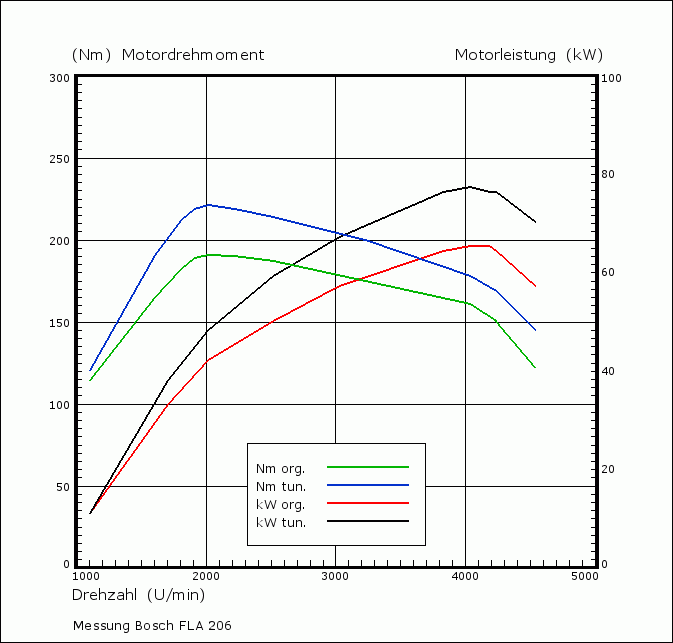 (Nm) Motordrehmoment
Motorleistung (kW)
300
250
200
150
100
50
0
100
80
60
40
20
0
Nm org.
Nm tun.
kW org.
kW tun.
1000 2000 3000 4000 5000
Drehzahl (U/min)
Messung Bosch FLA 206